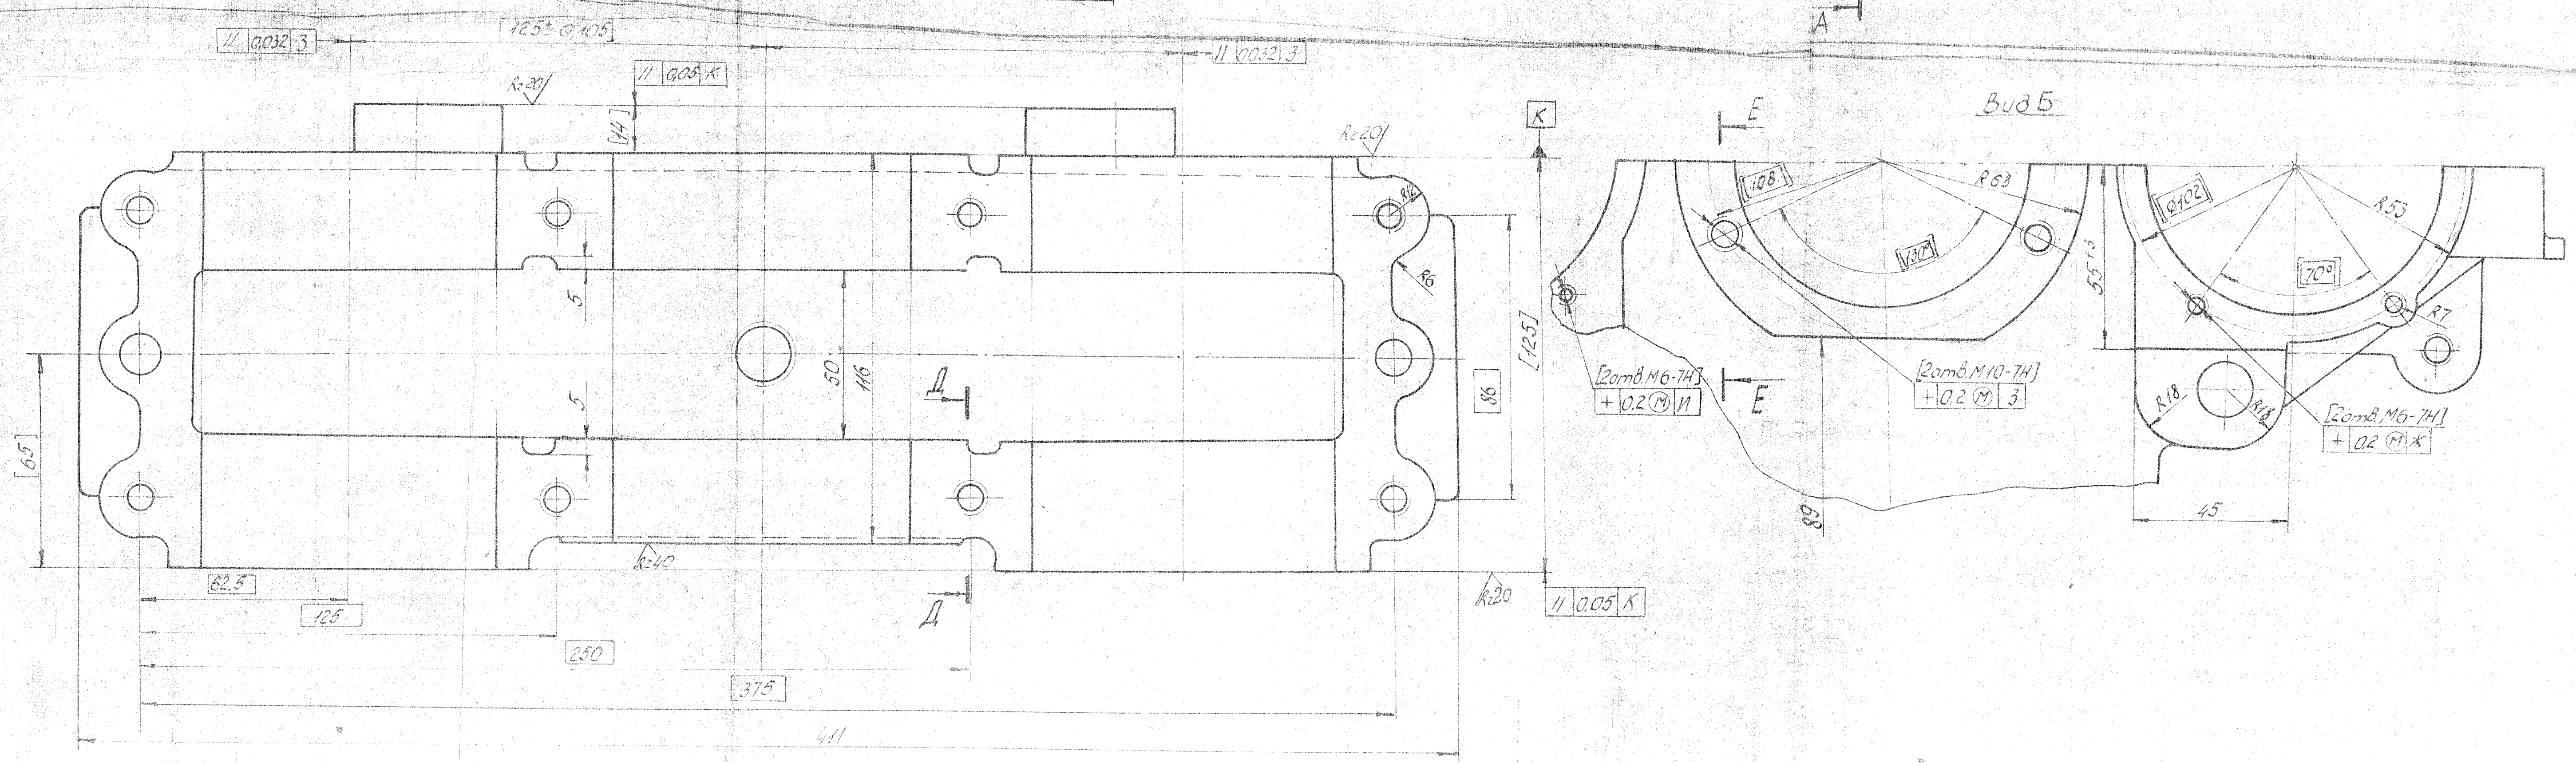 А
// 0,032 З
125±0,105]
// 0,032 З
Rz20
// 0,05 К
[14]
Rz20
К
Е
Вид Б
R12
[108]
R63
[Ø102]
R53
[130°]
[70°]
55+3
R6
5
5
50
116
[125]
86
Д
[65]
[2отв.М6-7Н]
+ 0,2 М И
Е
[2отв.М10-7Н]
+ 0,2 М З
R7
R18
R18
[2отв.М6-7Н]
+ 0,2 М Ж
89
45
Rz40
62,5
125
Д
Rz20
// 0,05 К
250
375
411